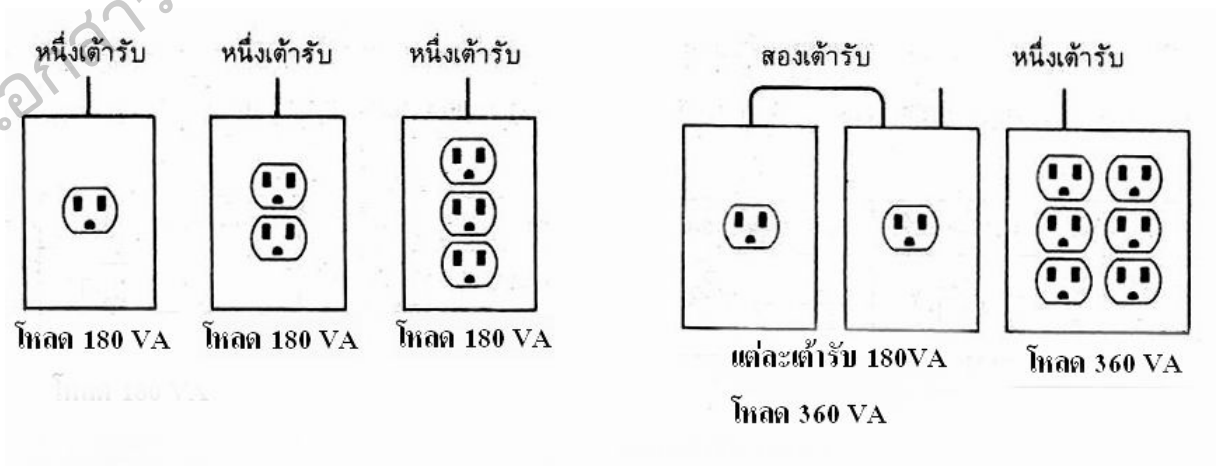 หนึ่งเต้ารับ
หนึ่งเต้ารับ
หนึ่งเต้ารับ
สองเต้ารับ
หนึ่งเต้ารับ
โหลด 180 VA
โหลด 180 VA
โหลด 180 VA
แต่ละเต้ารับ 180VA
โหลด 360 VA
โหลด 360 VA